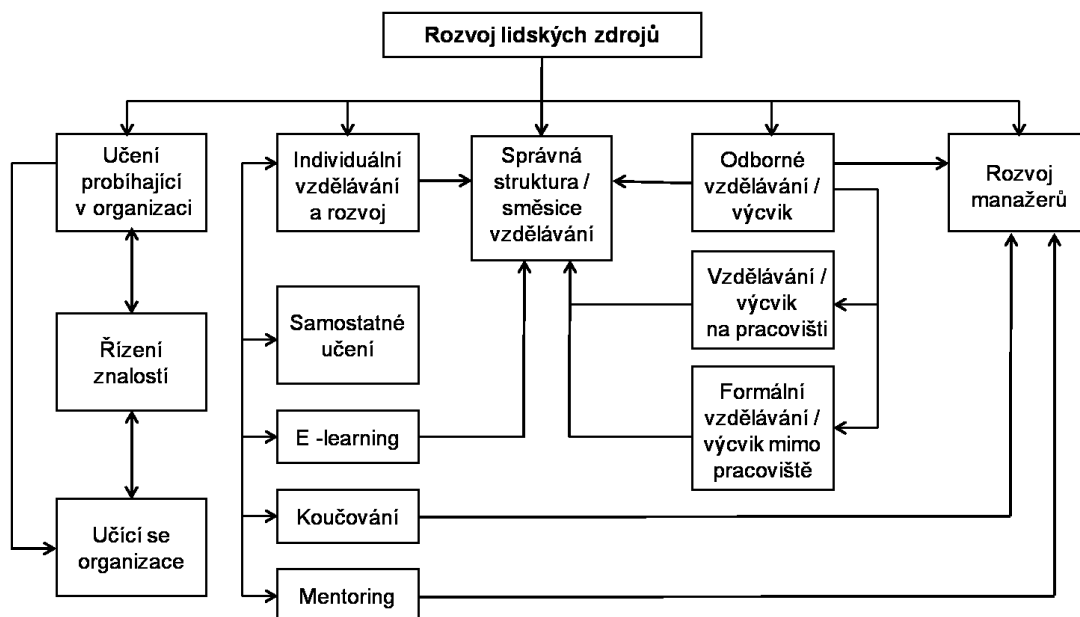 Rozvoj lidských zdrojů
Učení
probíhající
v organizaci
Individuální
vzdělávání
a rozvoj
Správná
struktura /
směsice
vzdělávání
Odborné
vzdělávání /
výcvik
Rozvoj
manažerů
Řízení
znalostí
Samostatné
učení
Vzdělávání /
výcvik
na pracovišti
E -learning
Formální
vzdělávání /
výcvik mimo
pracoviště
Učící se
organizace
Koučování
Mentoring